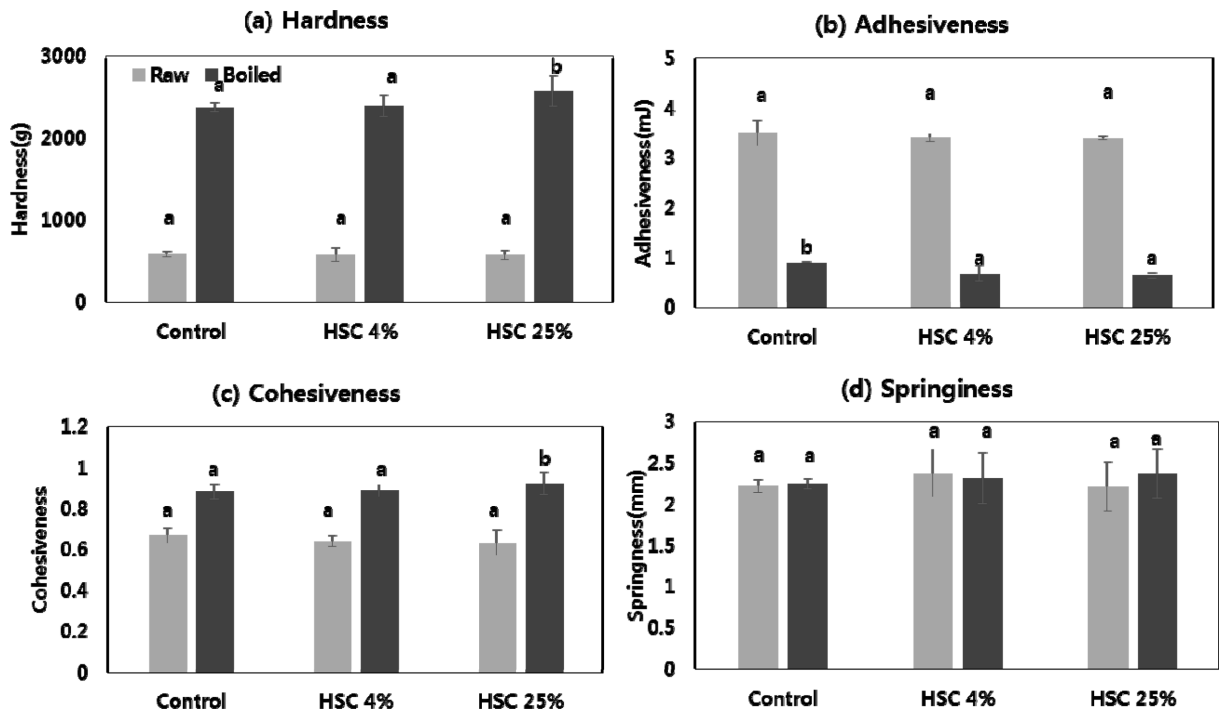 (a) Hardness
3000
2000
1000
0
Hardness(g)
Raw Boiled
a a b
a a a
Control HSC 4% HSC 25%
(b) Adhesiveness
5
4
3
2
1
0
Adhesiveness(mJ)
a a a
b a a
Control HSC 4% HSC 25%
(c) Cohesiveness
1.2
1
0.8
0.6
0.4
0.2
0
Cohesiveness
a a b
a a a
Control HSC 4% HSC 25%
(d) Springiness
3
2.5
2
1.5
1
0.5
0
Springness(mm)
a a a a a a
Control HSC 4% HSC 25%